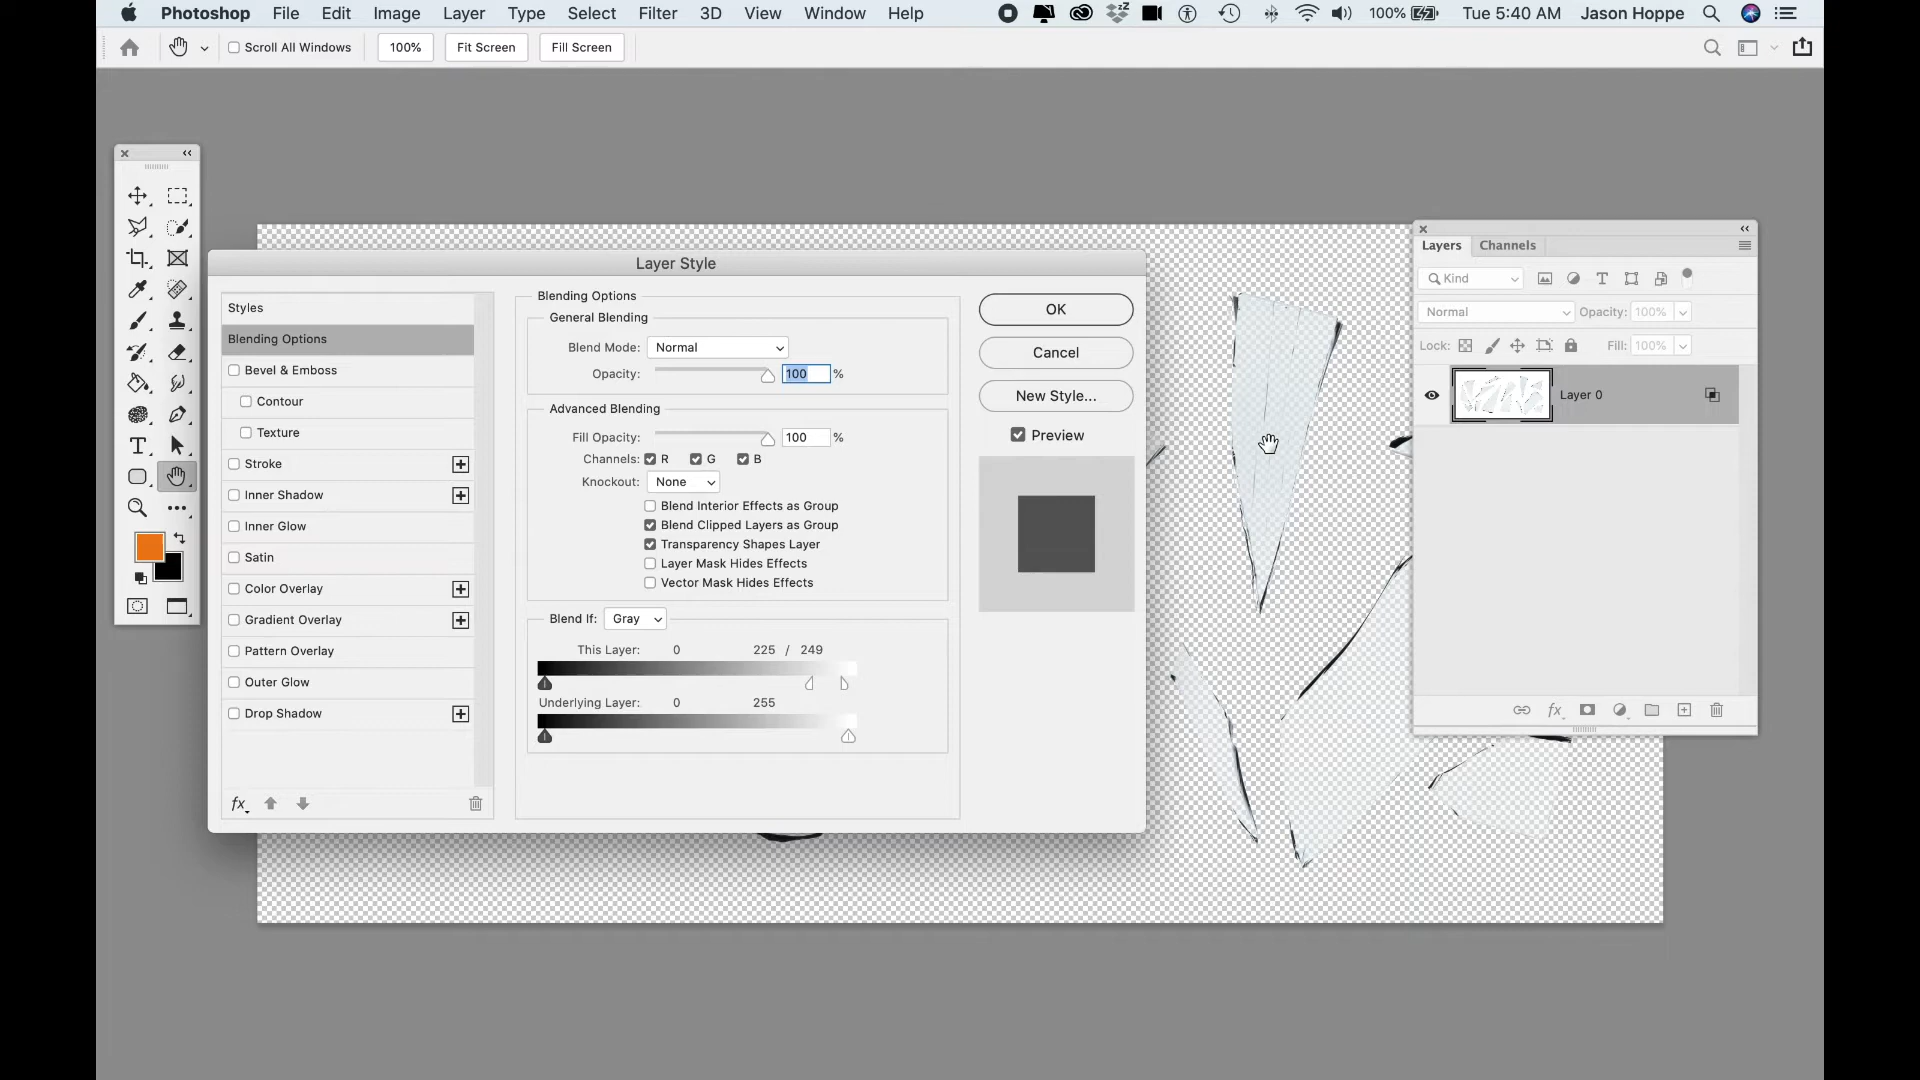 Photoshop File Edit Image Layer Type Select Filter 3D View Window Help 100% Tue 5:40 AM Jason Hoppe
Scroll All Windows 100% Fit Screen Fill Screen
Layer Style
Styles
Blending Options
Bevel & Emboss
Contour
Texture
Stroke
Inner Shadow
Inner Glow
Satin
Color Overlay
Gradient Overlay
Pattern Overlay
Outer Glow
Drop Shadow
fx
Blending Options
General Blending
Blend Mode: Normal
Opacity: 100 %
Advanced Blending
Fill Opacity: 100 %
Channels: R G B
Knockout: None
Blend Interior Effects as Group
Blend Clipped Layers as Group
Transparency Shapes Layer
Layer Mask Hides Effects
Vector Mask Hides Effects
Blend If: Gray
This Layer: 0 225 / 249
Underlying Layer: 0 255
OK
Cancel
New Style...
Preview
Layers Channels
Kind
Normal Opacity: 100%
Lock: Fill: 100%
Layer 0
fx